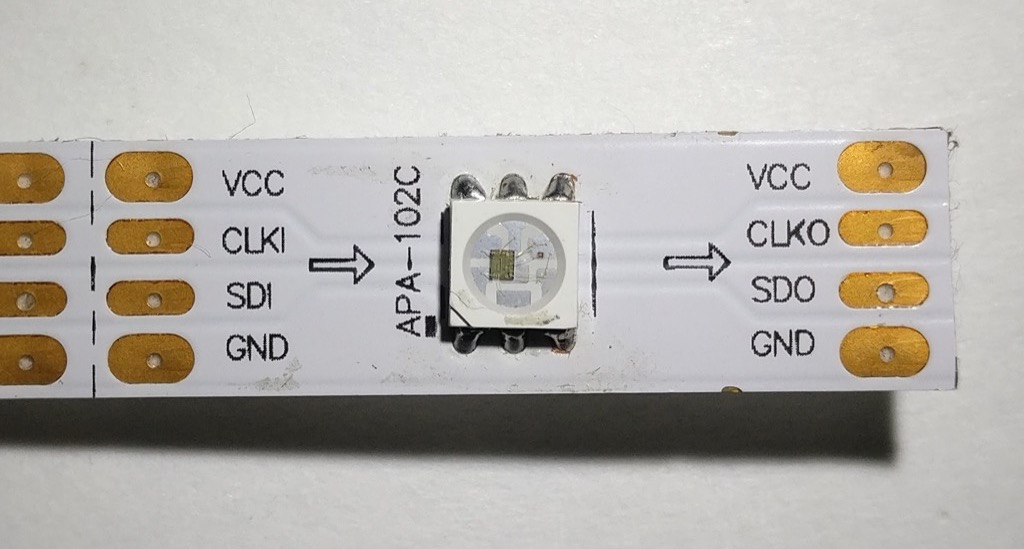 VCC
CLKI
SDI
GND
APA-102C
VCC
CLKO
SDO
GND